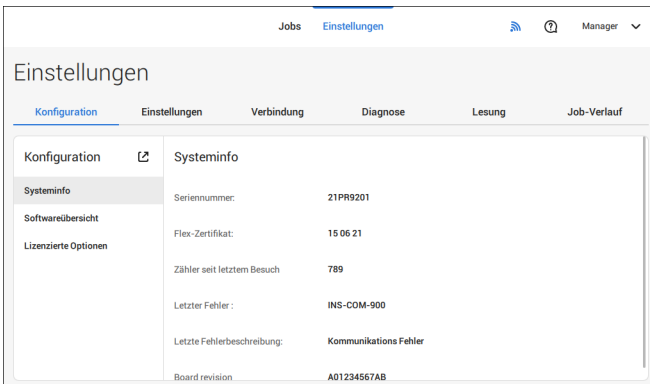 Jobs Einstellungen Manager
Einstellungen
Konfiguration Einstellungen Verbindung Diagnose Lesung Job-Verlauf
Konfiguration
Systeminfo
Softwareübersicht
Lizenzierte Optionen
Systeminfo
Seriennummer: 21PR9201
Flex-Zertifikat: 15 06 21
Zähler seit letztem Besuch 789
Letzter Fehler : INS-COM-900
Letzte Fehlerbeschreibung: Kommunikations Fehler
Board revision A01234567AB